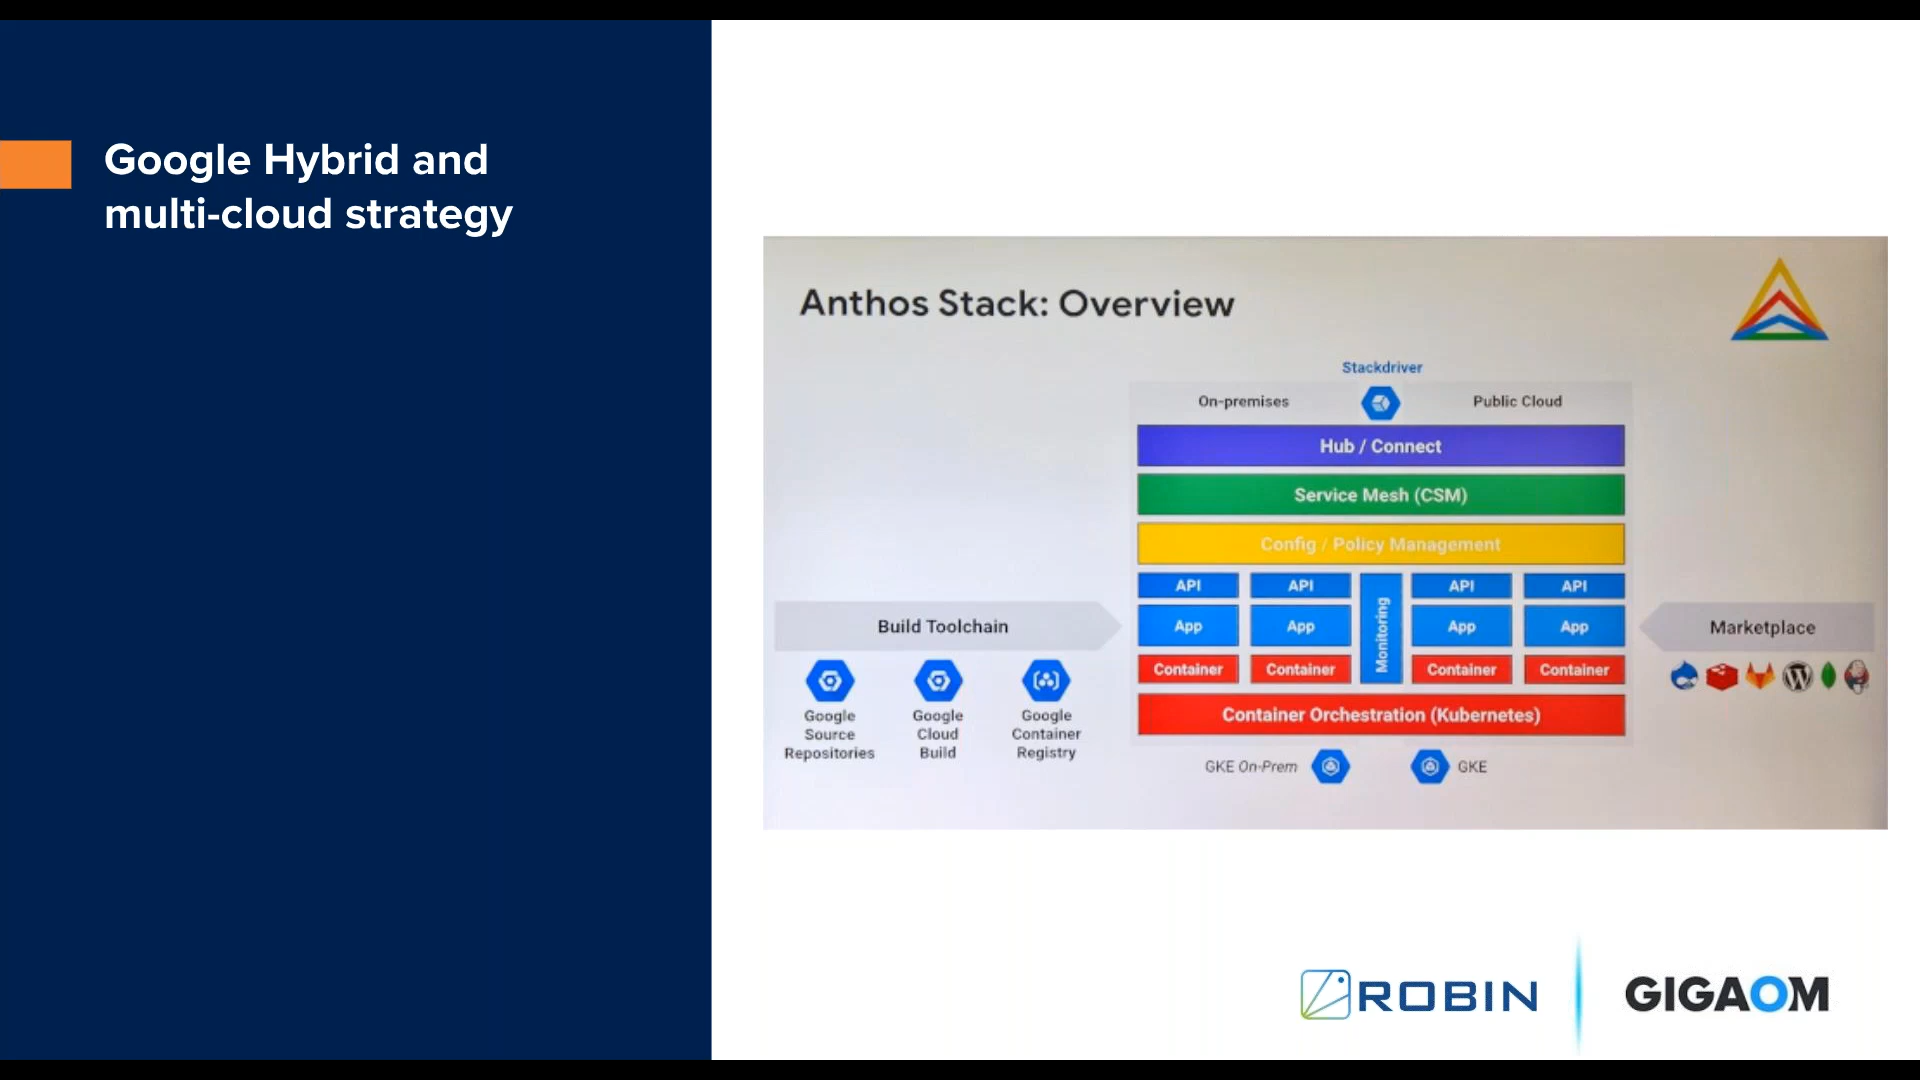 Google Hybrid and
multi-cloud strategy
Anthos Stack: Overview
Stackdriver
On-premises
Public Cloud
Hub / Connect
Service Mesh (CSM)
Config / Policy Management
API
API
API
API
App
App
Monitoring
App
App
Container
Container
Container
Container
Container Orchestration (Kubernetes)
GKE On-Prem
GKE
Build Toolchain
Google
Source
Repositories
Google
Cloud
Build
Google
Container
Registry
Marketplace
ROBIN
GIGAOM